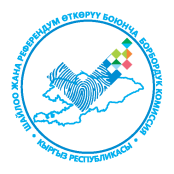 ШАЙЛОО ЖАНА РЕФЕРЕНДУМ ӨТКӨРҮҮ БОЮНЧА БОРБОРДУК КОМИССИЯ
КЫРГЫЗ РЕСПУБЛИКАСЫ